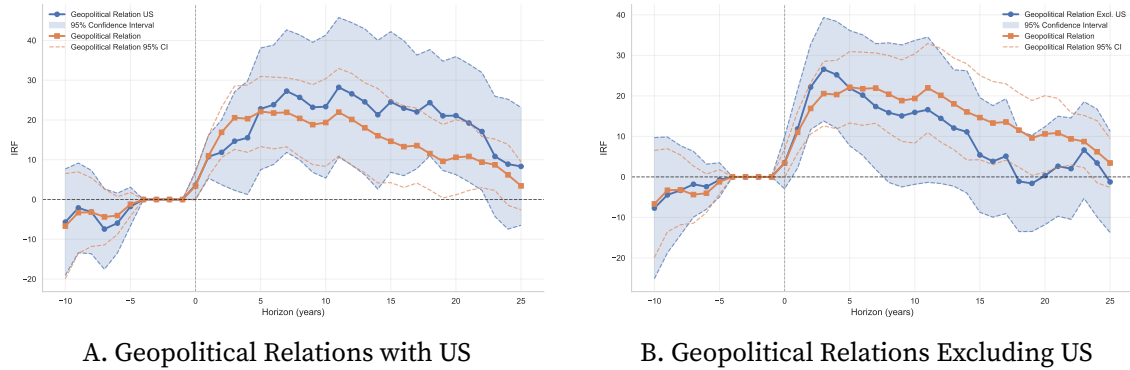 Geopolitical Relation US
95% Confidence Interval
Geopolitical Relation
Geopolitical Relation 95% CI
IRF
40
30
20
10
0
−10
−20
−10
−5
0
5
10
15
20
25
Horizon (years)
A. Geopolitical Relations with US
Geopolitical Relation Excl. US
95% Confidence Interval
Geopolitical Relation
Geopolitical Relation 95% CI
IRF
40
30
20
10
0
−10
−20
−10
−5
0
5
10
15
20
25
Horizon (years)
B. Geopolitical Relations Excluding US